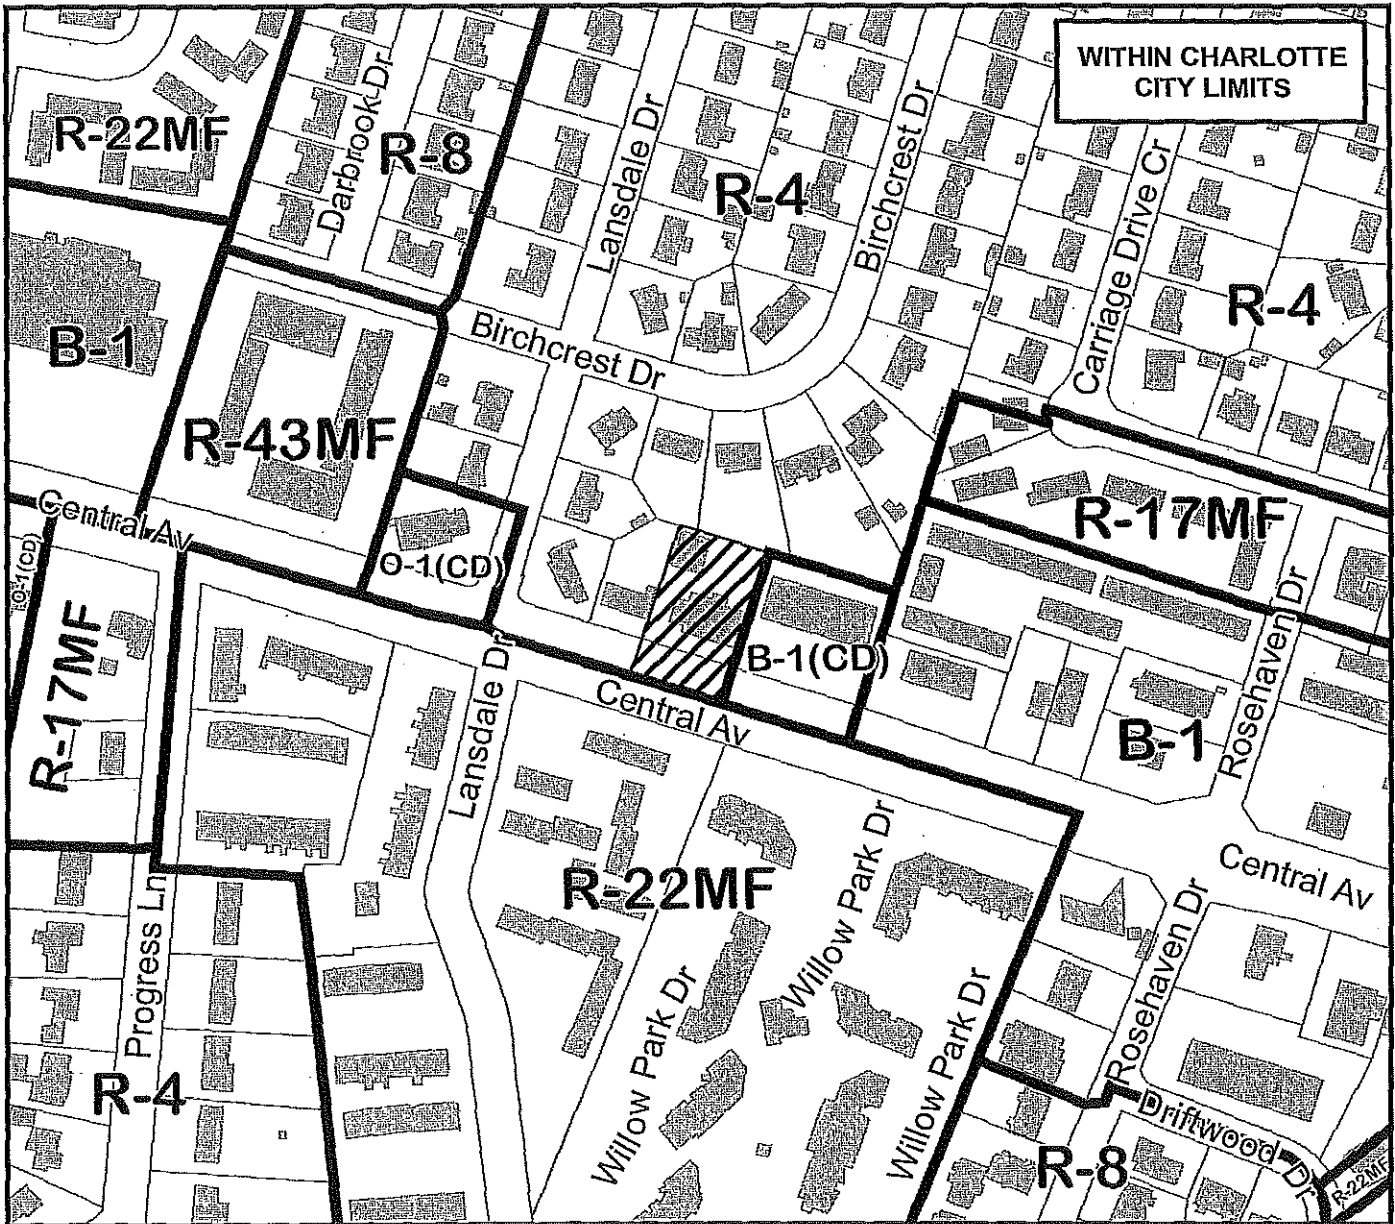 WITHIN CHARLOTTE
CITY LIMITS
R-22MF
Darbrook Dr
R-8
Lansdale Dr
R-4
Birchcrest Dr
Carriage Drive Cr
R-4
B-1
Birchcrest Dr
R-43MF
Central Av
O-1(CD)
O-1(CD)
R-17MF
B-1(CD)
Rosehaven Dr
R-17MF
Lansdale Dr
Central Av
B-1
R-22MF
Willow Park Dr
Central Av
Progress Ln
Rosehaven Dr
Willow Park Dr
Willow Park Dr
R-4
Driftwood Dr
R-8
R-22MF